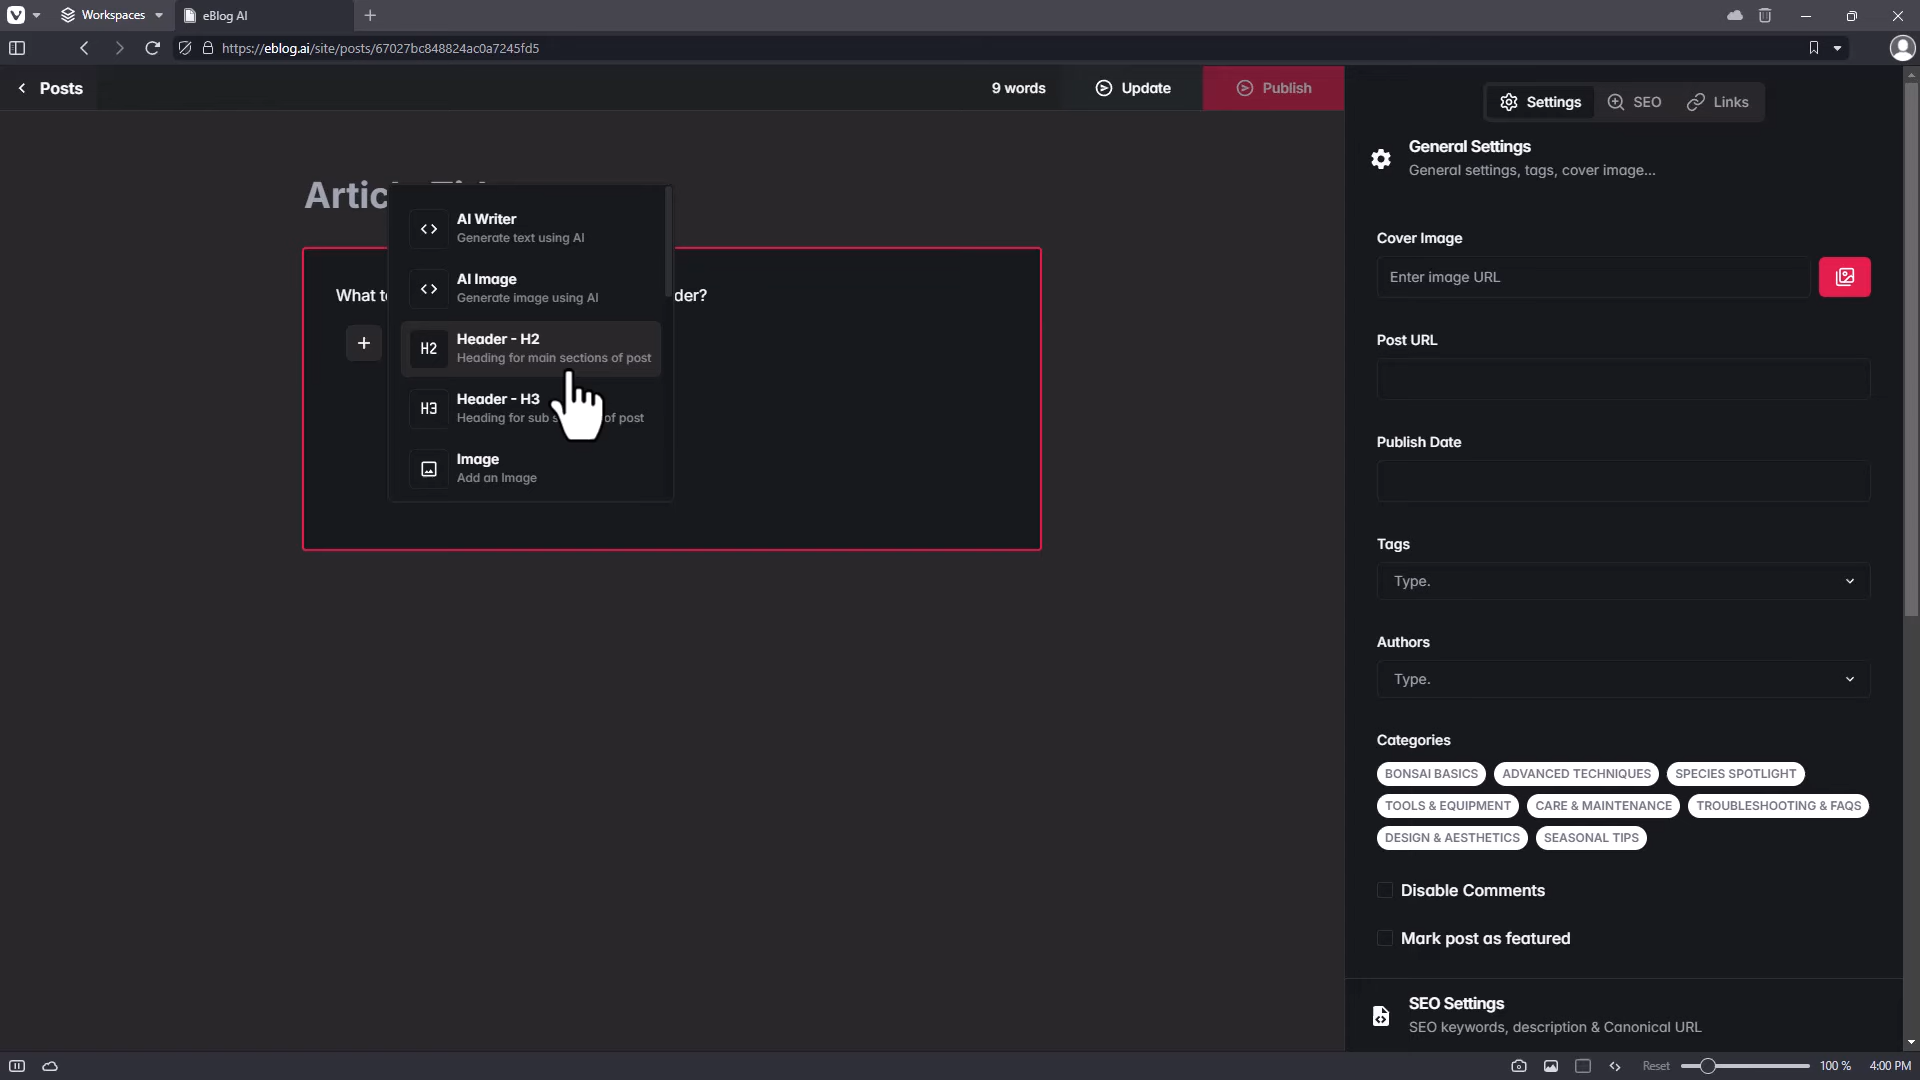 Workspaces
eBlog AI
https://eblog.ai/site/posts/67027bc848824ac0a7245fd5
Posts
9 words
Update
Publish
What
der?
AI Writer
Generate text using AI
AI Image
Generate image using AI
H2
Header - H2
Heading for main sections of post
H3
Header - H3
Heading for sub of post
Image
Add an Image
Settings
SEO
Links
General Settings
General settings, tags, cover image...
Cover Image
Enter image URL
Post URL
Publish Date
Tags
Type.
Authors
Type.
Categories
BONSAI BASICS
ADVANCED TECHNIQUES
SPECIES SPOTLIGHT
TOOLS & EQUIPMENT
CARE & MAINTENANCE
TROUBLESHOOTING & FAQS
DESIGN & AESTHETICS
SEASONAL TIPS
Disable Comments
Mark post as featured
SEO Settings
SEO keywords, description & Canonical URL
Reset
100 %
4:00 PM